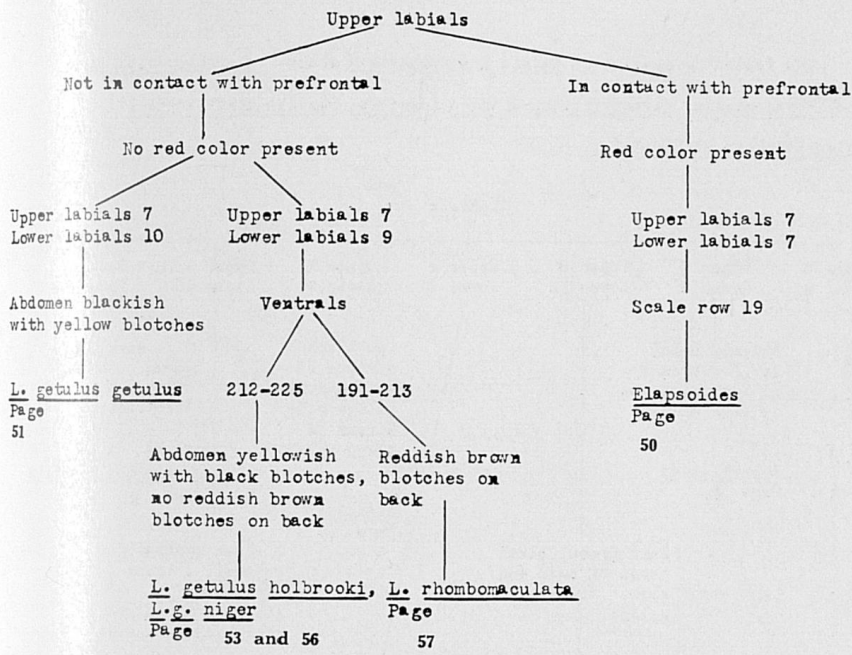 Upper labials
Not in contact with prefrontal
In contact with prefrontal
No red color present
Red color present
Upper labials 7
Lower labials 10
Upper labials 7
Lower labials 9
Upper labials 7
Lower labials 7
Abdomen blackish
with yellow blotches
Ventrals
Scale row 19
L. getulus getulus
Page
51
212-225
191-213
Elapsoides
Page
50
Abdomen yellowish
with black blotches,
no reddish brown
blotches on back
Reddish brown
blotches on
back
L. getulus holbrooki,
L.g. niger
Page
53 and 56
L. rhombomaculata
Page
57